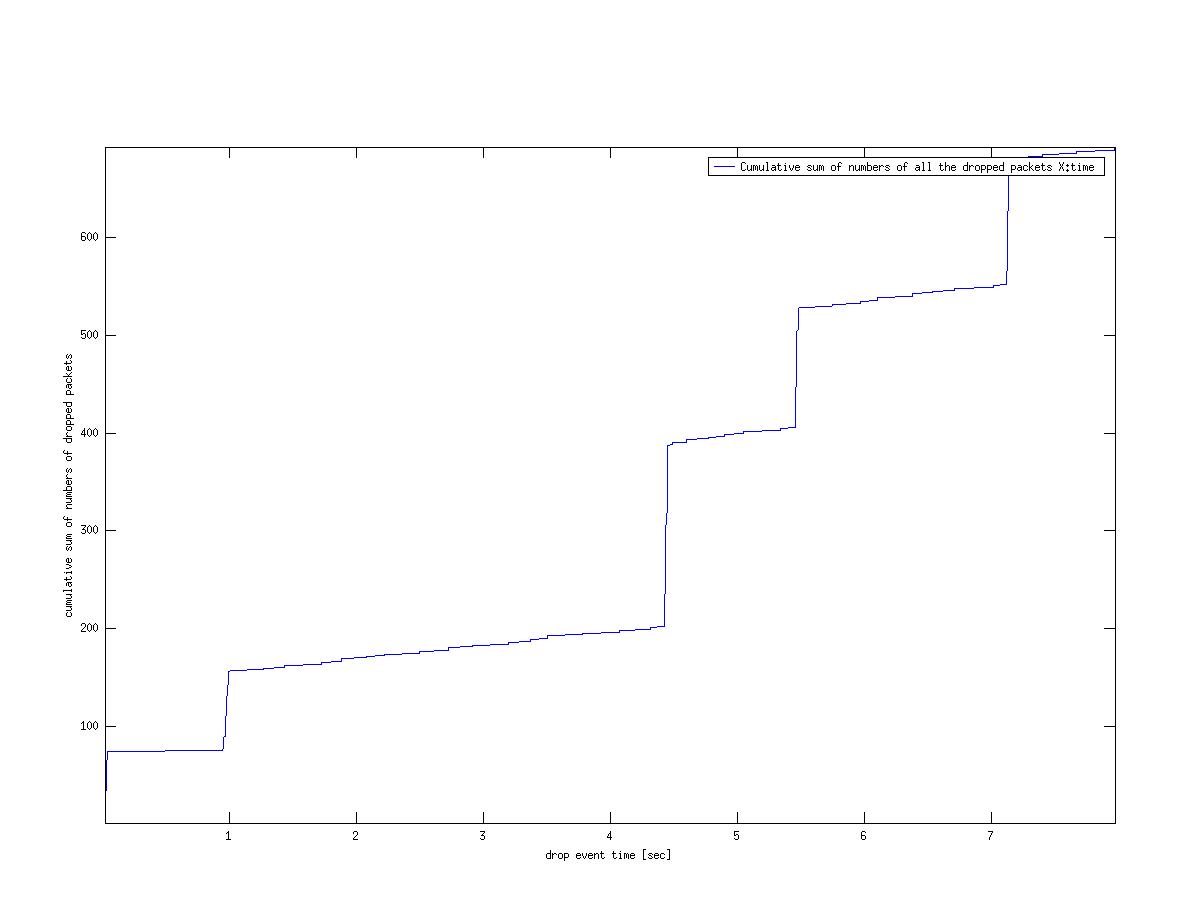 Cumulative sum of numbers of all the dropped packets X:time
600
500
400
300
200
100
cumulative sum of numbers of dropped packets
1 2 3 4 5 6 7
drop event time [sec]